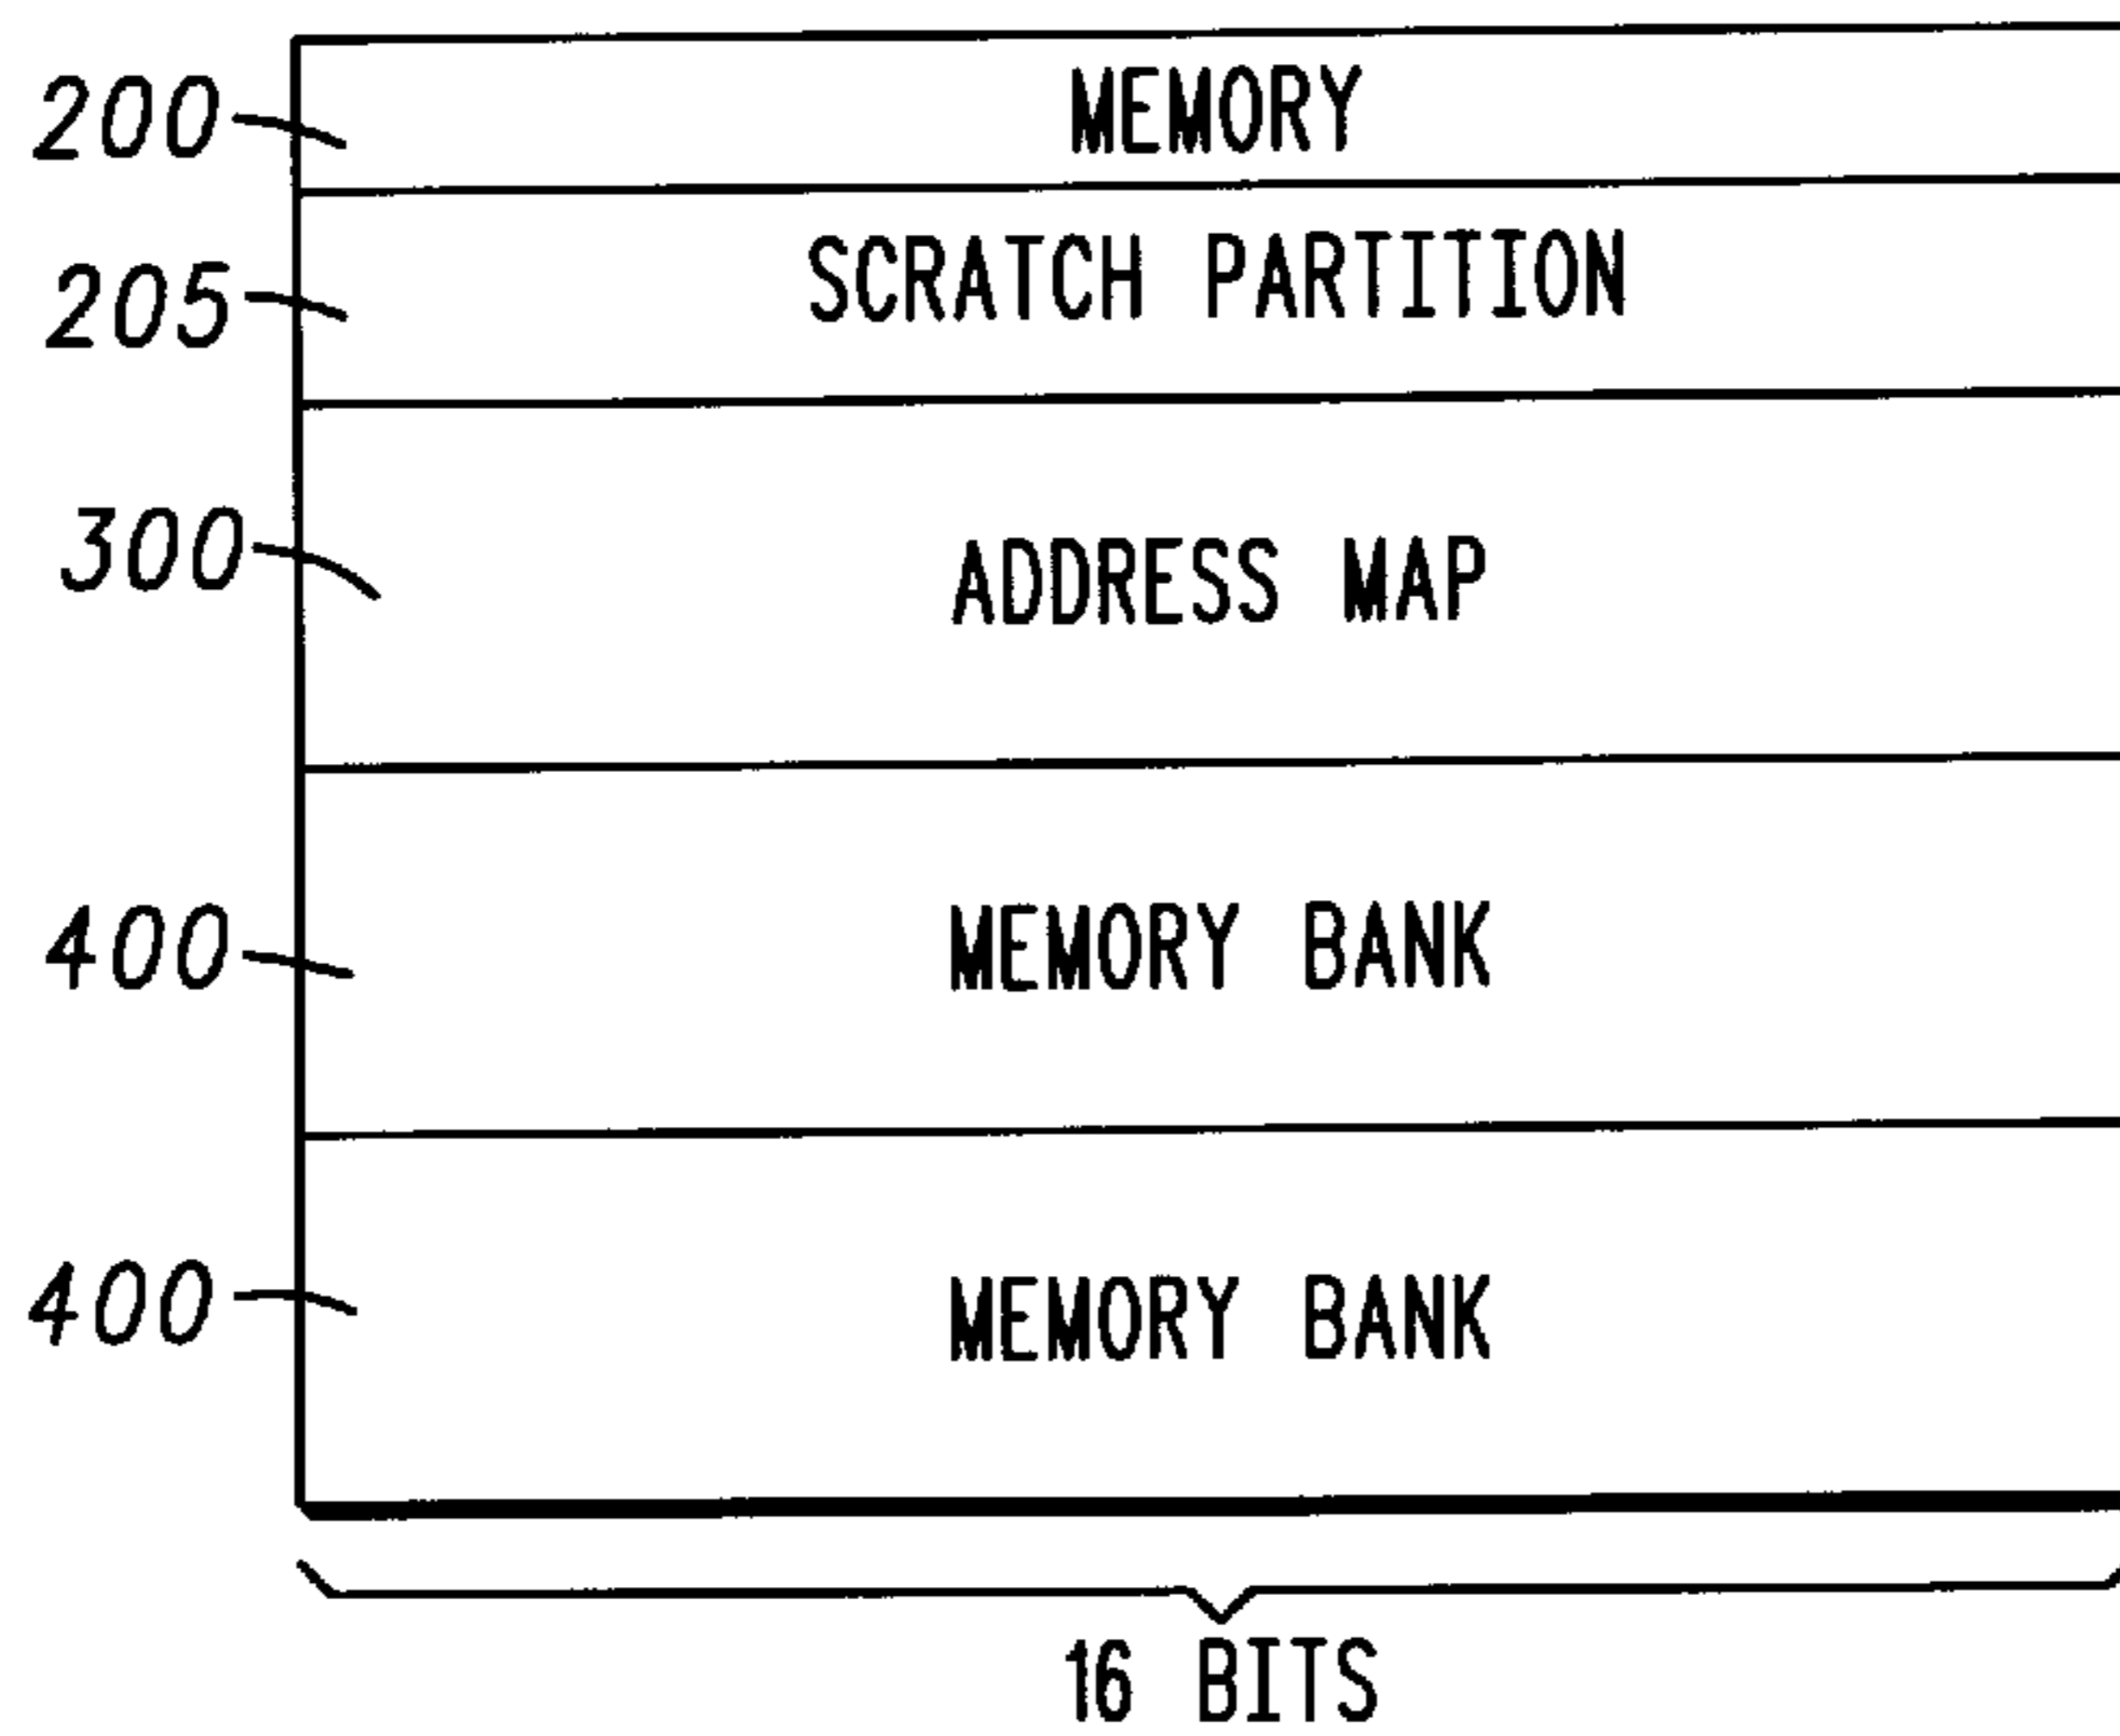 200 MEMORY
205 SCRATCH PARTITION
300 ADDRESS MAP
400 MEMORY BANK
400 MEMORY BANK
16 BITS